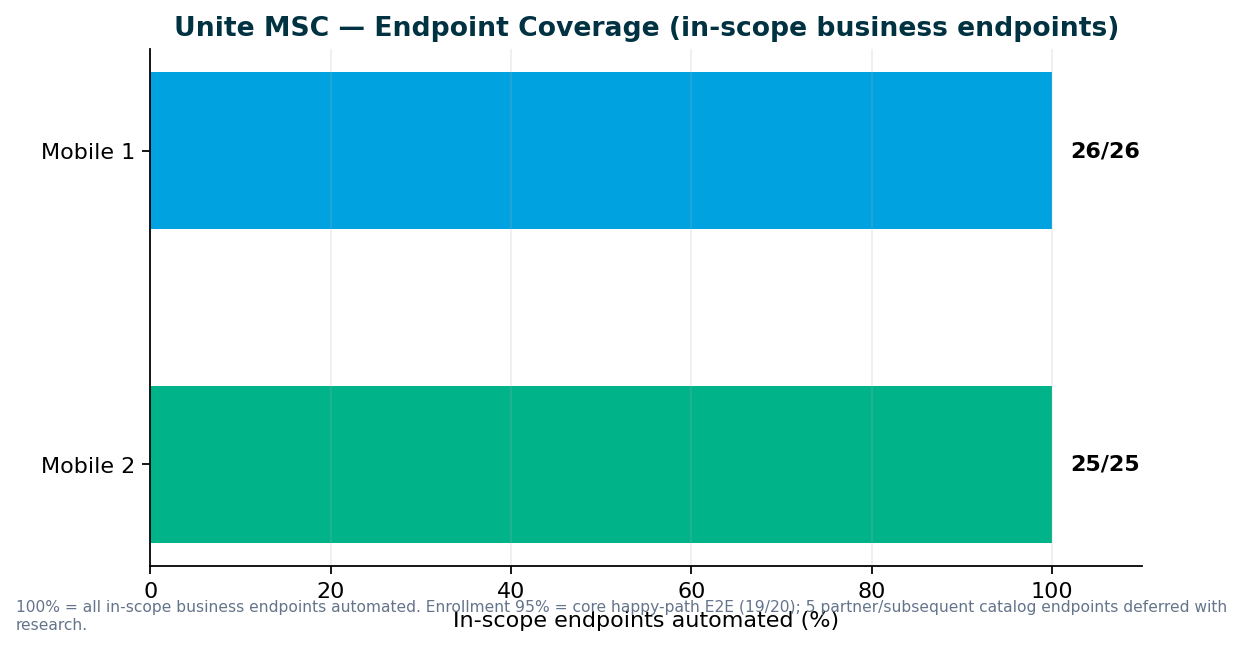 Unite MSC — Endpoint Coverage (in-scope business endpoints)
Mobile 1
26/26
Mobile 2
25/25
0 20 40 60 80 100
100% = all in-scope business endpoints automated. Enrollment 95% = core happy-path E2E (19/20); 5 partner/subsequent catalog endpoints deferred with
research.
In-scope endpoints automated (%)